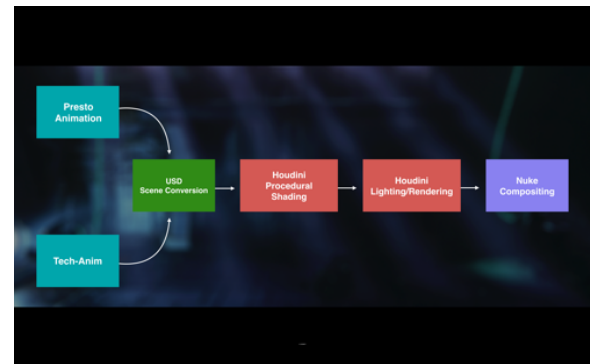 Presto
Animation
USD
Scene Conversion
Houdini
Procedural
Shading
Houdini
Lighting/Rendering
Nuke
Compositing
Tech-Anim